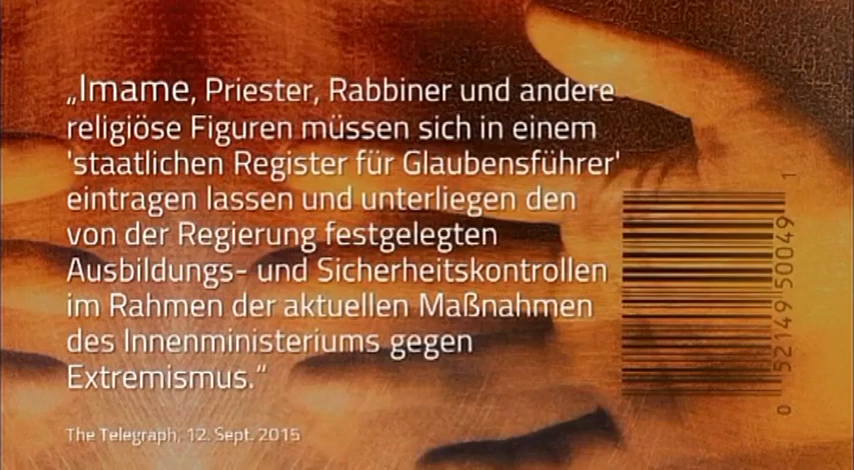 „Imame, Priester, Rabbiner und andere
religiöse Figuren müssen sich in einem
'staatlichen Register für Glaubensführer'
eintragen lassen und unterliegen den
von der Regierung festgelegten
Ausbildungs- und Sicherheitskontrollen
im Rahmen der aktuellen Maßnahmen
des Innenministeriums gegen
Extremismus.“
The Telegraph, 12. Sept. 2015
0 52149 50049 1